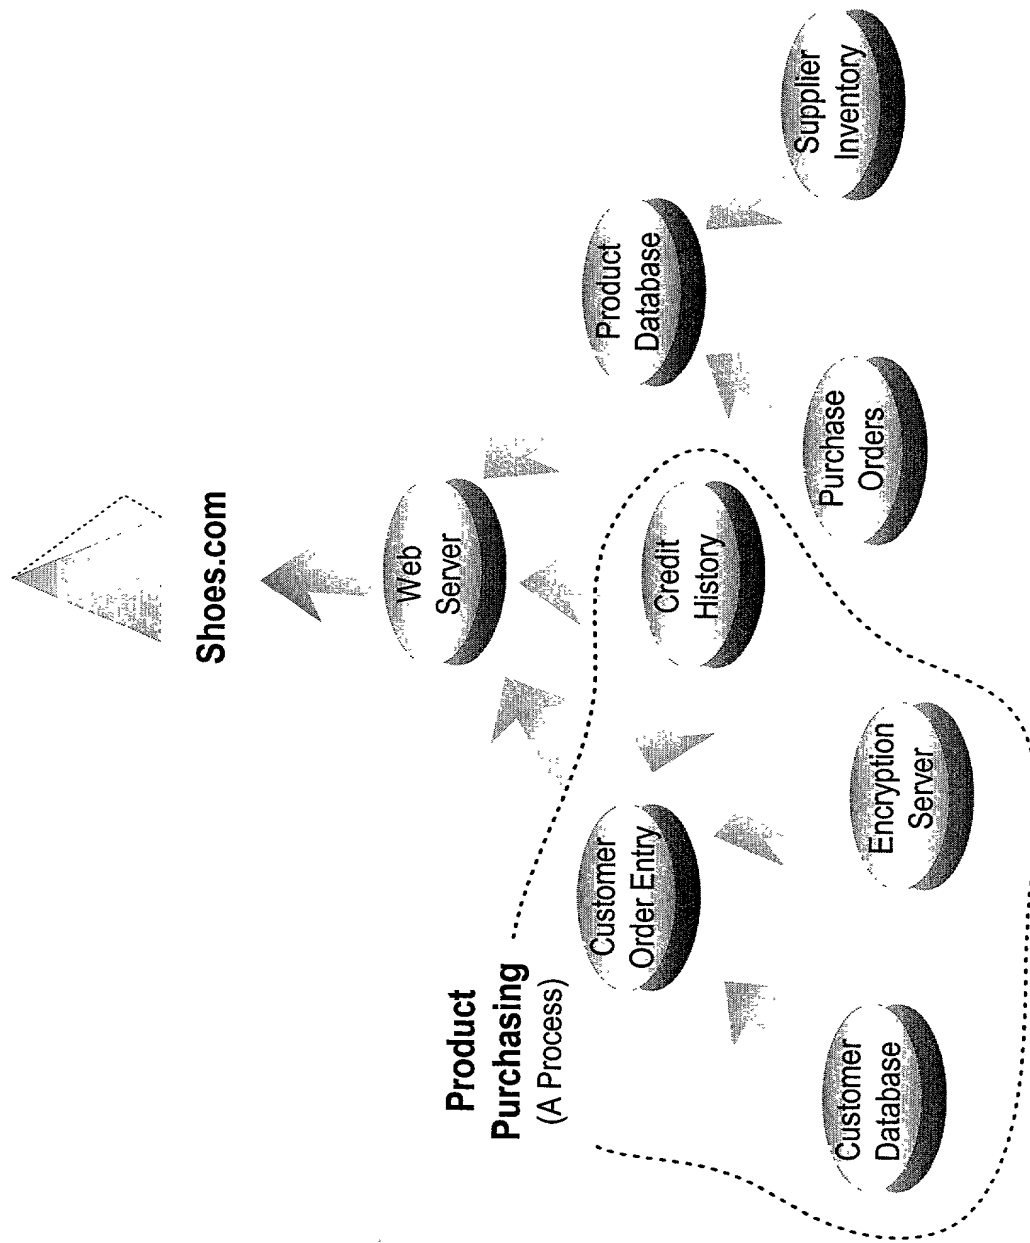 Shoes.com
Web
Server
Product
Purchasing
(A Process)
Customer
Order Entry
Credit
History
Product
Database
Customer
Database
Encryption
Server
Purchase
Orders
Supplier
Inventory